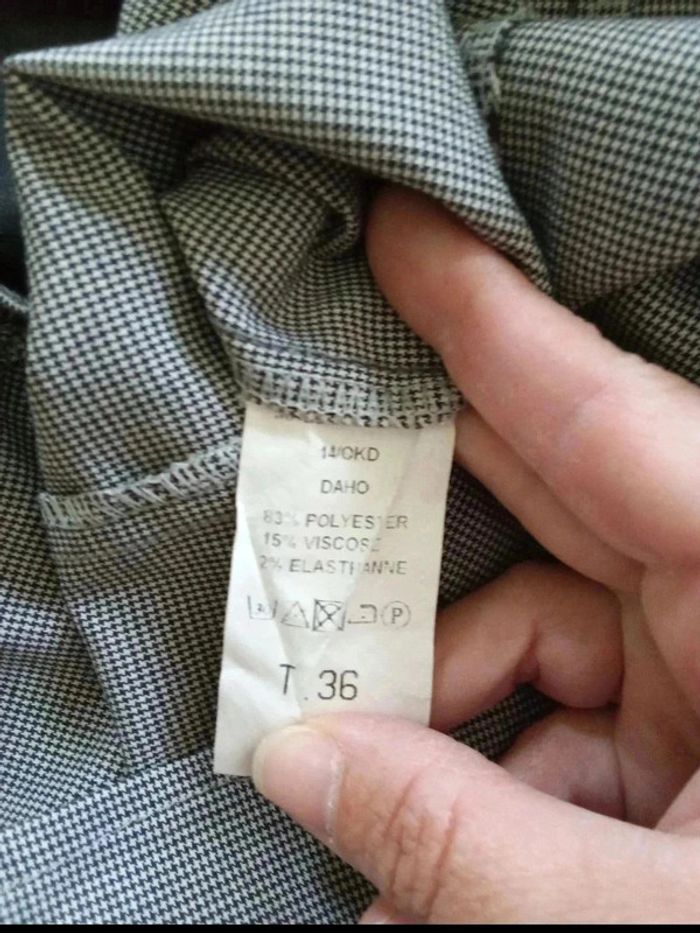 14/OKD
DAHO
83% POLYESTER
15% VISCOSE
2% ELASTHANNE
P
T.36